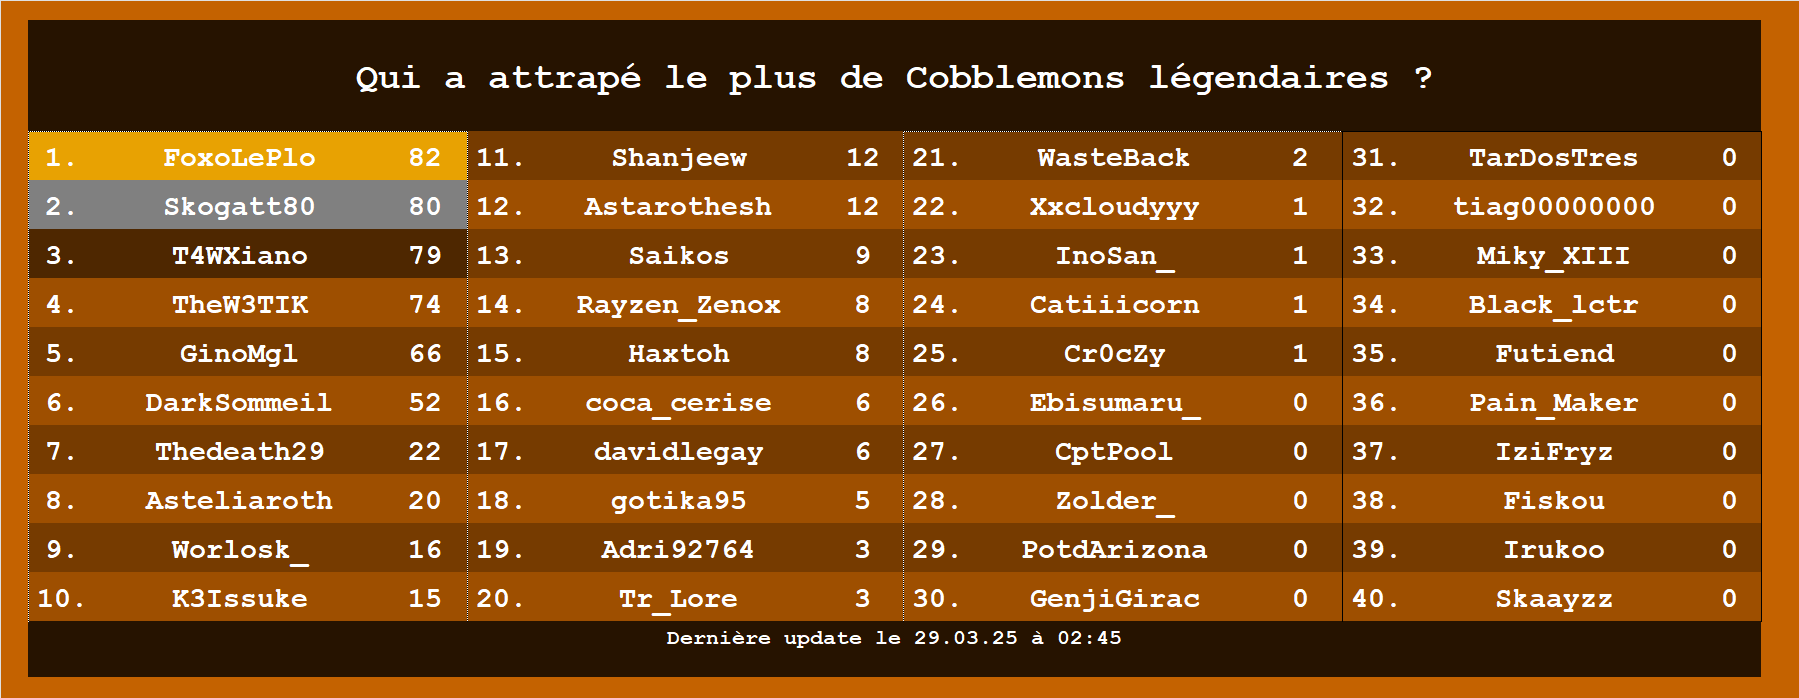 Qui a attrapé le plus de Cobblemons légendaires ?
1. FoxoLePlo 82
2. Skogatt80 80
3. T4WXiano 79
4. TheW3TIK 74
5. GinoMgl 66
6. DarkSommeil 52
7. Thedeath29 22
8. Asteliaroth 20
9. Worlosk_ 16
10. K3Issuke 15
11. Shanjeew 12
12. Astarothesh 12
13. Saikos 9
14. Rayzen_Zenox 8
15. Haxtoh 8
16. coca_cerise 6
17. davidlegay 6
18. gotika95 5
19. Adri92764 3
20. Tr_Lore 3
21. WasteBack 2
22. Xxcloudyyy 1
23. InoSan_ 1
24. Catiiicorn 1
25. Cr0cZy 1
26. Ebisumaru_ 0
27. CptPool 0
28. Zolder_ 0
29. PotdArizona 0
30. GenjiGirac 0
31. TarDosTres 0
32. tiag00000000 0
33. Miky_XIII 0
34. Black_lctr 0
35. Futiend 0
36. Pain_Maker 0
37. IziFryz 0
38. Fiskou 0
39. Irukoo 0
40. Skaayzz 0
Dernière update le 29.03.25 à 02:45